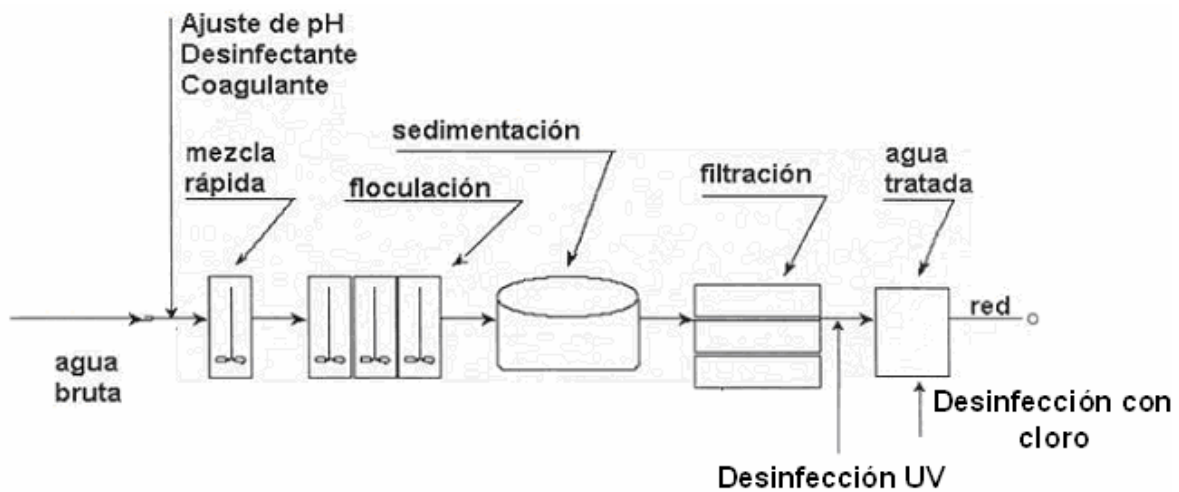 Ajuste de pH
Desinfectante
Coagulante
sedimentación
mezcla
rápida
floculación
filtración
agua
tratada
red
agua
bruta
Desinfección con
cloro
Desinfección UV